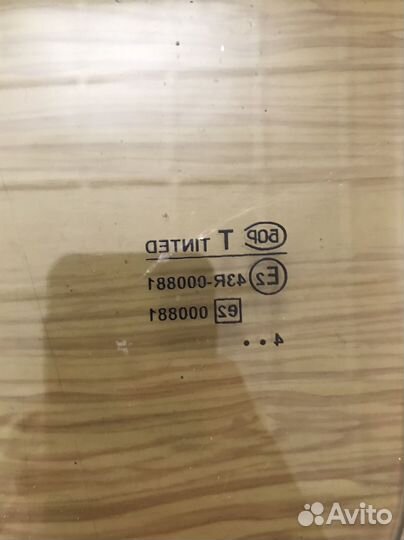 БОР T TINTED
E2 43R-000881
e2 000881
4 • •
Avito